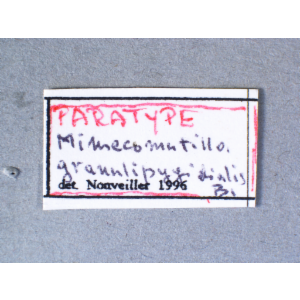 PARATYPE
Mimecomutilla
granulipygidialis
B.
det. Nonveiller 1996